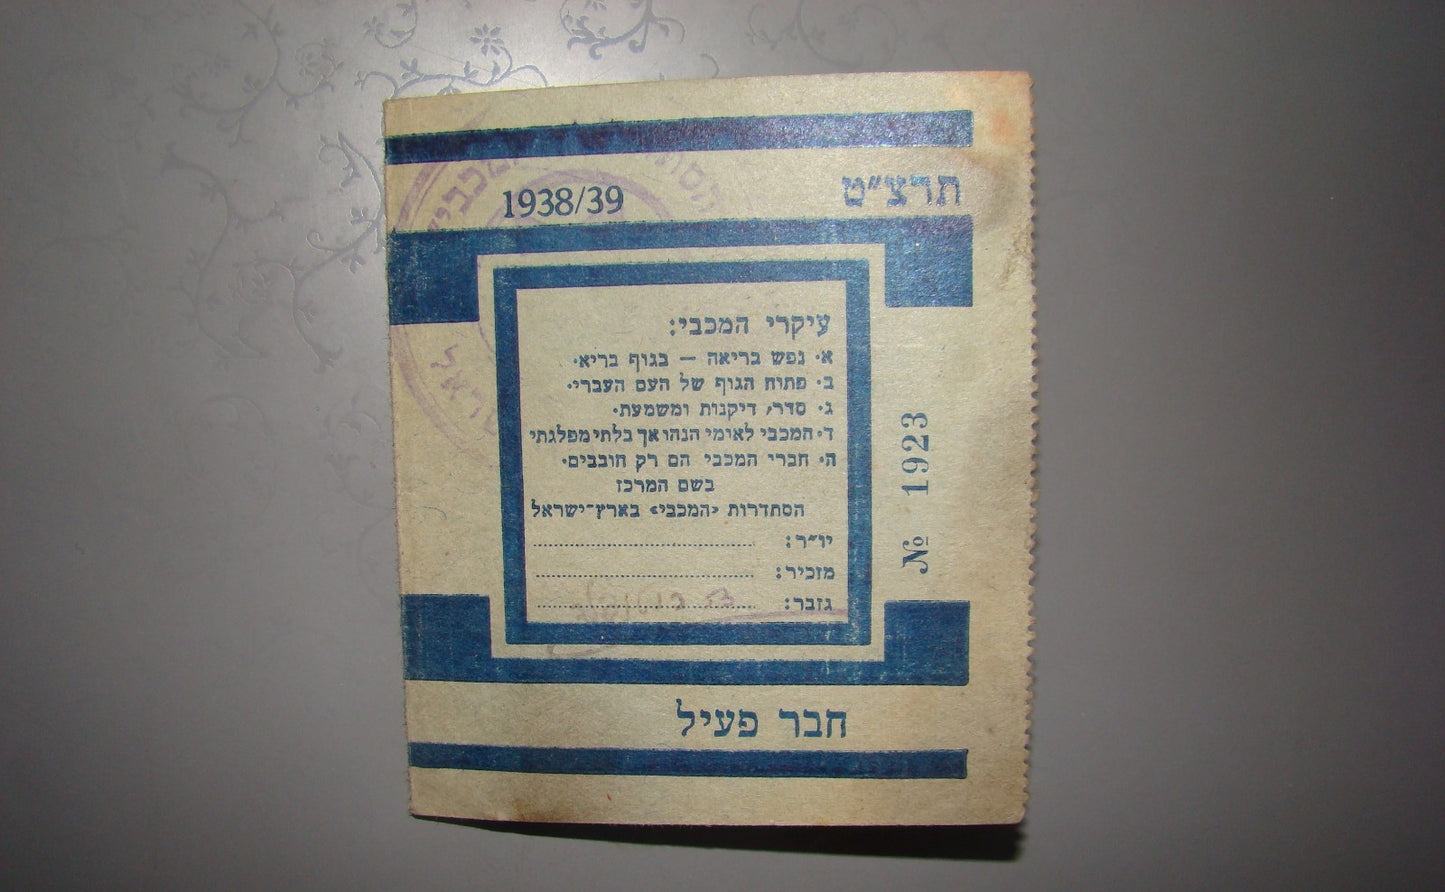 1938/39 תרצ״ט
עיקרי המכבי:
א. נפש בריאה — בגוף בריא.
ב. פתוח הגוף של העם העברי.
ג. סדר, דיקנות ומשמעת.
ד. המכבי לאומי הנהו אך בלתי מפלגתי
ה. חברי המכבי הם רק חובבים.
בשם המרכז
הסתדרות «המכבי» בארץ־ישראל
יו״ר:
מזכיר:
גזבר:
№ 1923
חבר פעיל